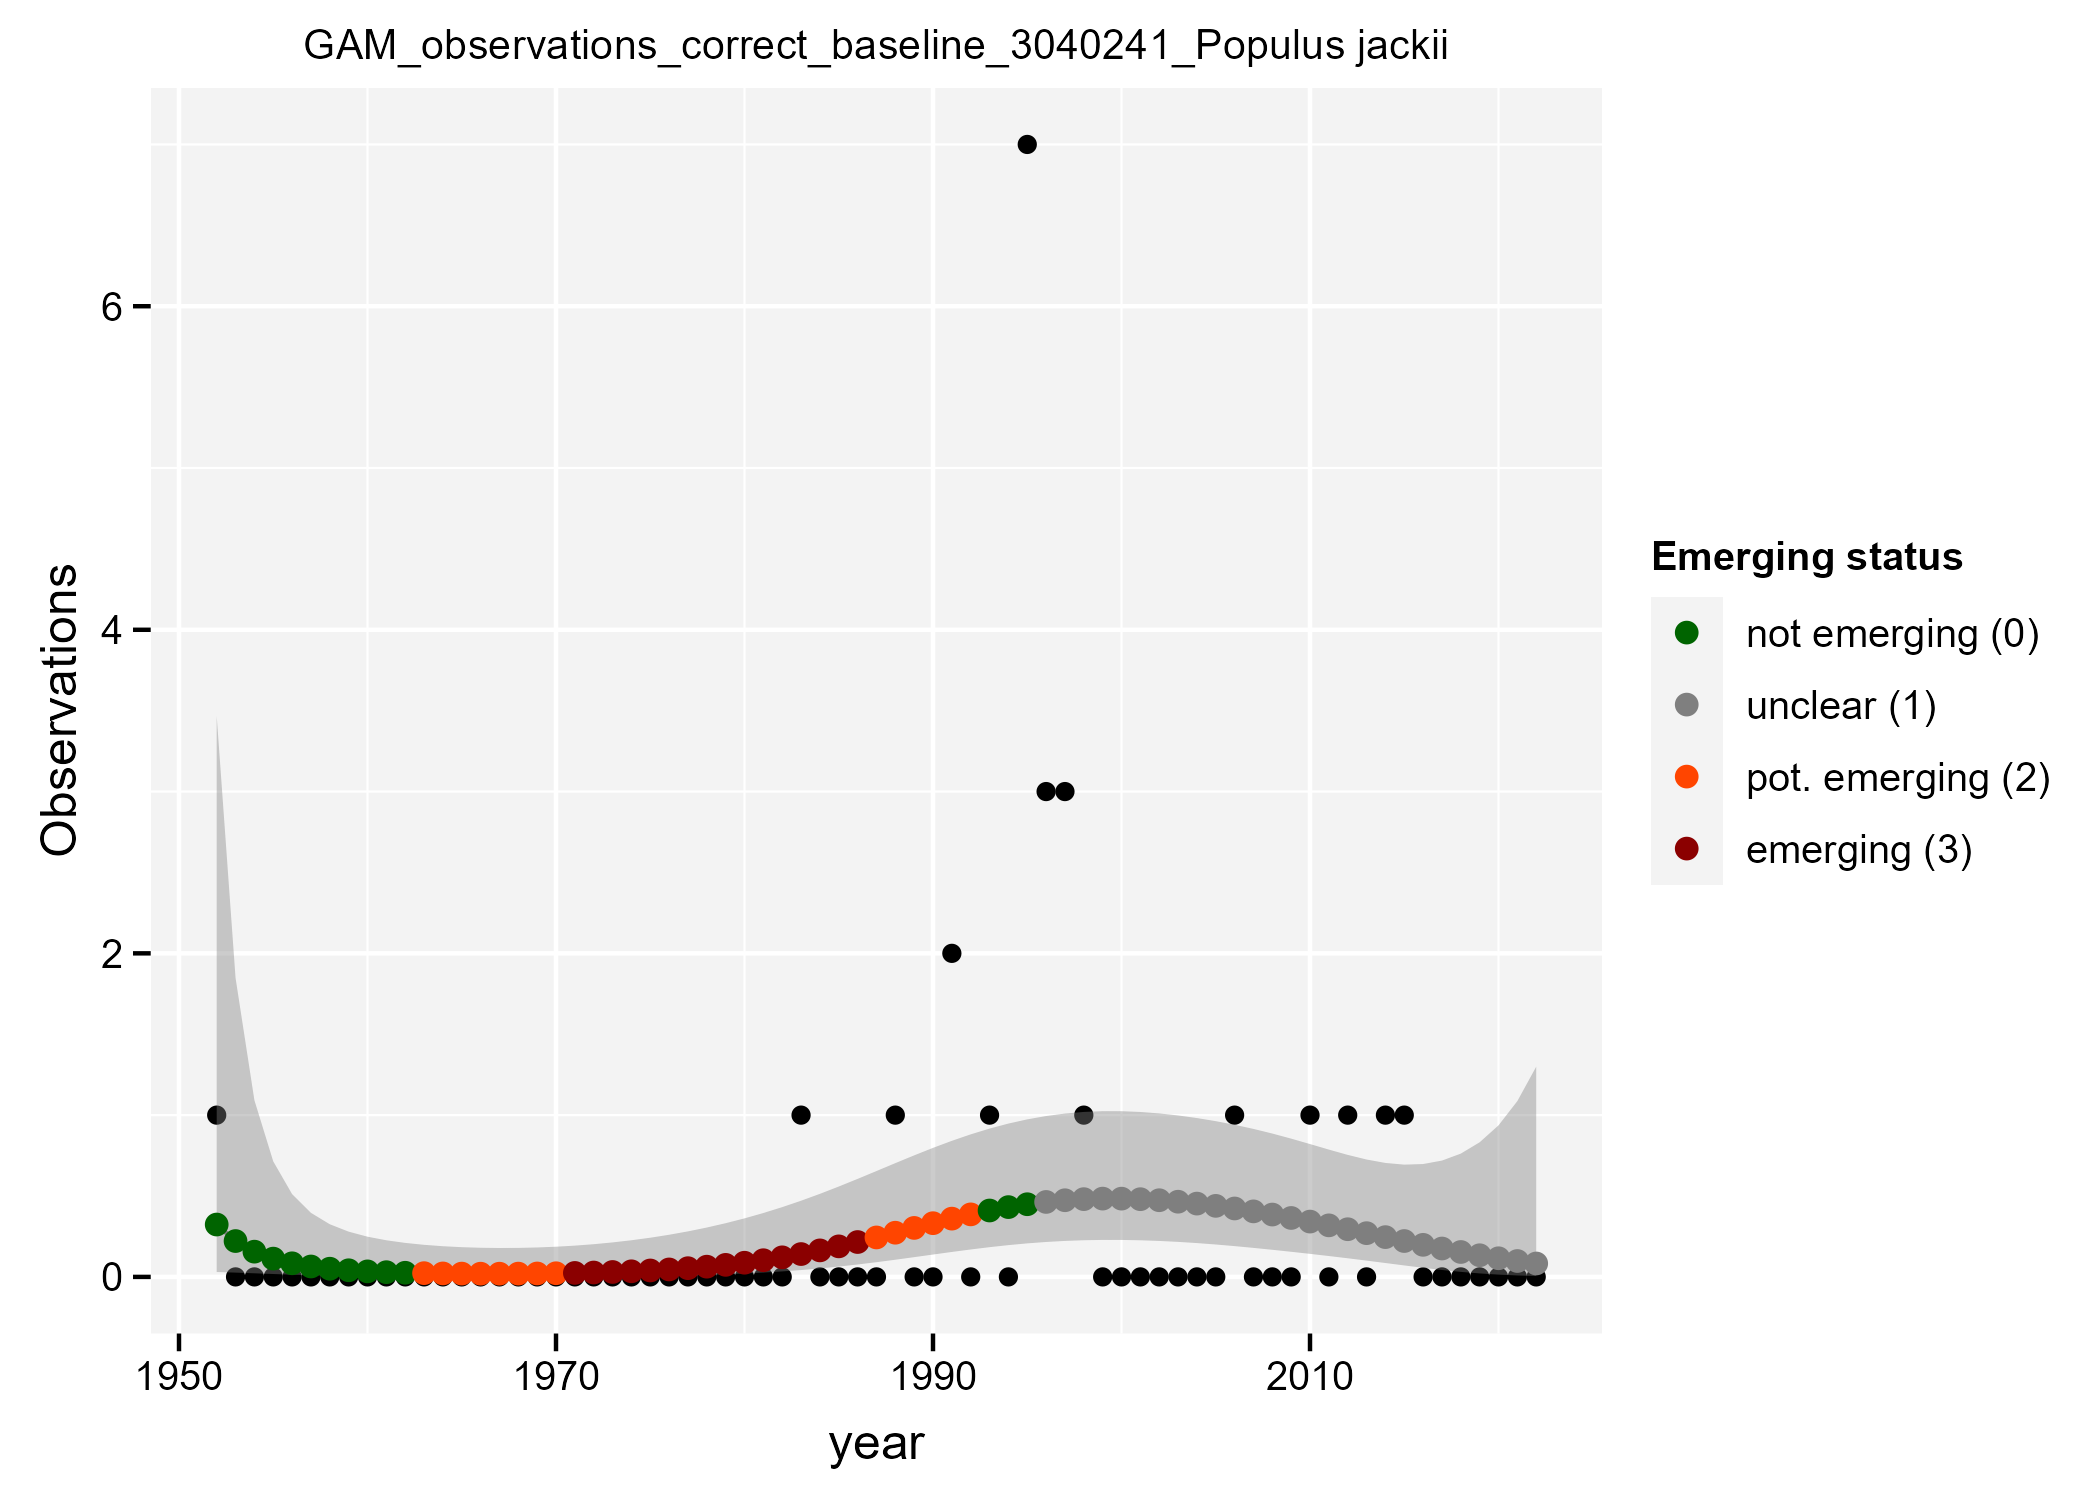 GAM_observations_correct_baseline_3040241_Populus jackii
Observations
6
4
2
0
1950 1970 1990 2010
year
Emerging status
not emerging (0)
unclear (1)
pot. emerging (2)
emerging (3)